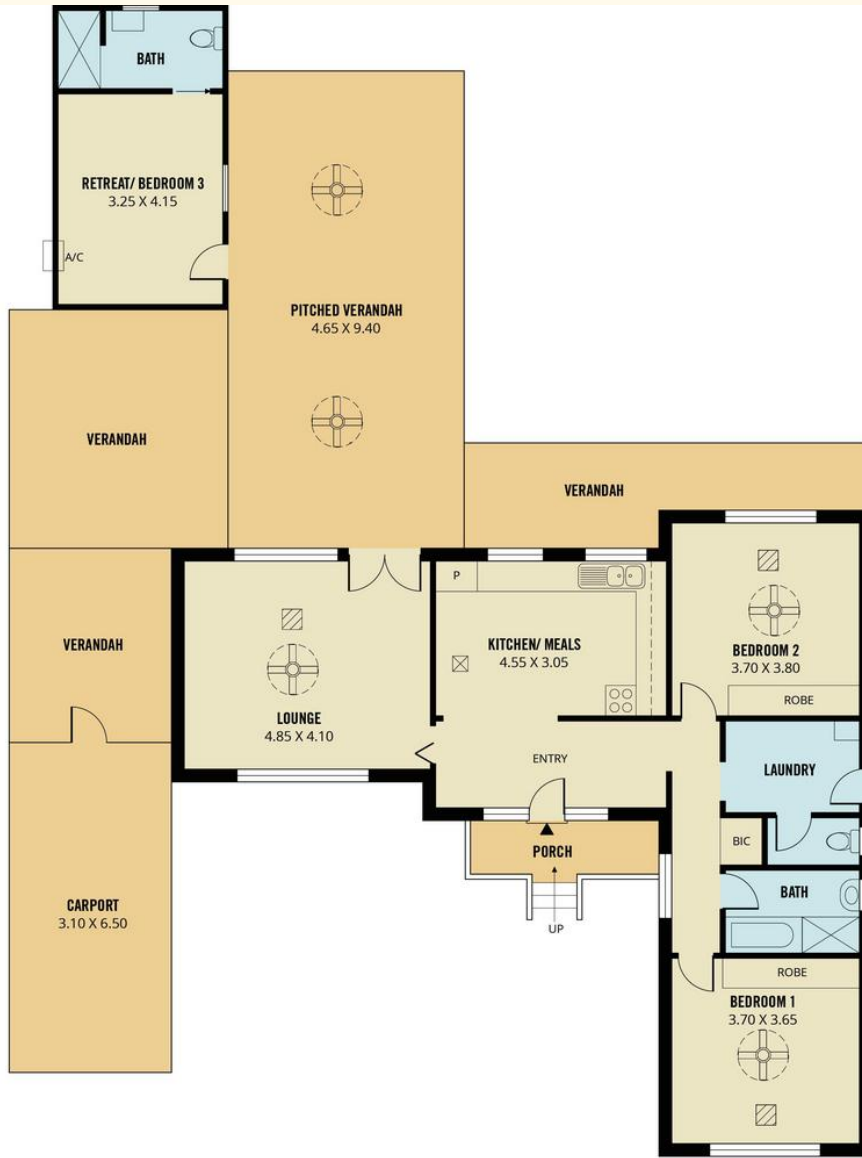 BATH
RETREAT/ BEDROOM 3
3.25 X 4.15
A/C
PITCHED VERANDAH
4.65 X 9.40
VERANDAH
VERANDAH
P
KITCHEN/ MEALS
4.55 X 3.05
BEDROOM 2
3.70 X 3.80
ROBE
VERANDAH
LOUNGE
4.85 X 4.10
ENTRY
LAUNDRY
BIC
PORCH
UP
BATH
CARPORT
3.10 X 6.50
ROBE
BEDROOM 1
3.70 X 3.65